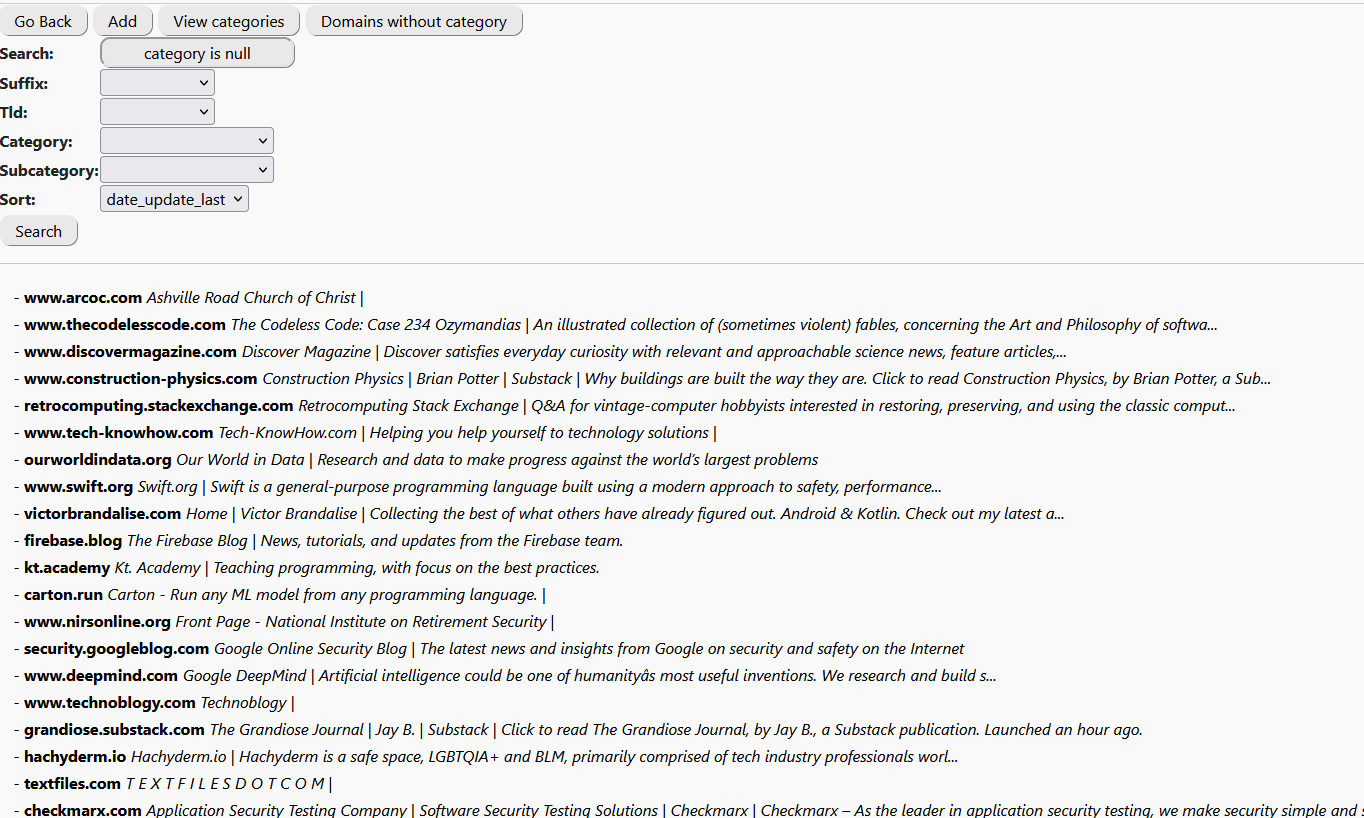 Go Back Add View categories Domains without category
Search: category is null
Suffix:
Tld:
Category:
Subcategory:
Sort: date_update_last
Search
- www.arcoc.com Ashville Road Church of Christ |
- www.thecodelesscode.com The Codeless Code: Case 234 Ozymandias | An illustrated collection of (sometimes violent) fables, concerning the Art and Philosophy of softwa...
- www.discovermagazine.com Discover Magazine | Discover satisfies everyday curiosity with relevant and approachable science news, feature articles,...
- www.construction-physics.com Construction Physics | Brian Potter | Substack | Why buildings are built the way they are. Click to read Construction Physics, by Brian Potter, a Sub...
- retrocomputing.stackexchange.com Retrocomputing Stack Exchange | Q&A for vintage-computer hobbyists interested in restoring, preserving, and using the classic comput...
- www.tech-knowhow.com Tech-KnowHow.com | Helping you help yourself to technology solutions |
- ourworldindata.org Our World in Data | Research and data to make progress against the world's largest problems
- www.swift.org Swift.org | Swift is a general-purpose programming language built using a modern approach to safety, performance...
- victorbrandalise.com Home | Victor Brandalise | Collecting the best of what others have already figured out. Android & Kotlin. Check out my latest a...
- firebase.blog The Firebase Blog | News, tutorials, and updates from the Firebase team.
- kt.academy Kt. Academy | Teaching programming, with focus on the best practices.
- carton.run Carton - Run any ML model from any programming language. |
- www.nirsonline.org Front Page - National Institute on Retirement Security |
- security.googleblog.com Google Online Security Blog | The latest news and insights from Google on security and safety on the Internet
- www.deepmind.com Google DeepMind | Artificial intelligence could be one of humanityâs most useful inventions. We research and build s...
- www.technoblogy.com Technoblogy |
- grandiose.substack.com The Grandiose Journal | Jay B. | Substack | Click to read The Grandiose Journal, by Jay B., a Substack publication. Launched an hour ago.
- hachyderm.io Hachyderm.io | Hachyderm is a safe space, LGBTQIA+ and BLM, primarily comprised of tech industry professionals worl...
- textfiles.com T E X T F I L E S D O T C O M |
- checkmarx.com Application Security Testing Company | Software Security Testing Solutions | Checkmarx | Checkmarx – As the leader in application security testing, we make security simple and